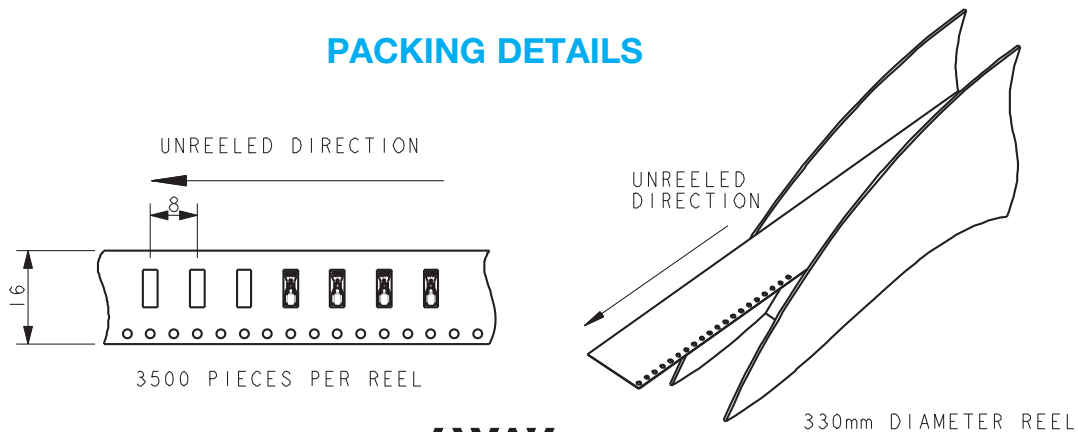 PACKING DETAILS
UNREELED DIRECTION
8
16
3500 PIECES PER REEL
UNREELED
DIRECTION
330mm DIAMETER REEL